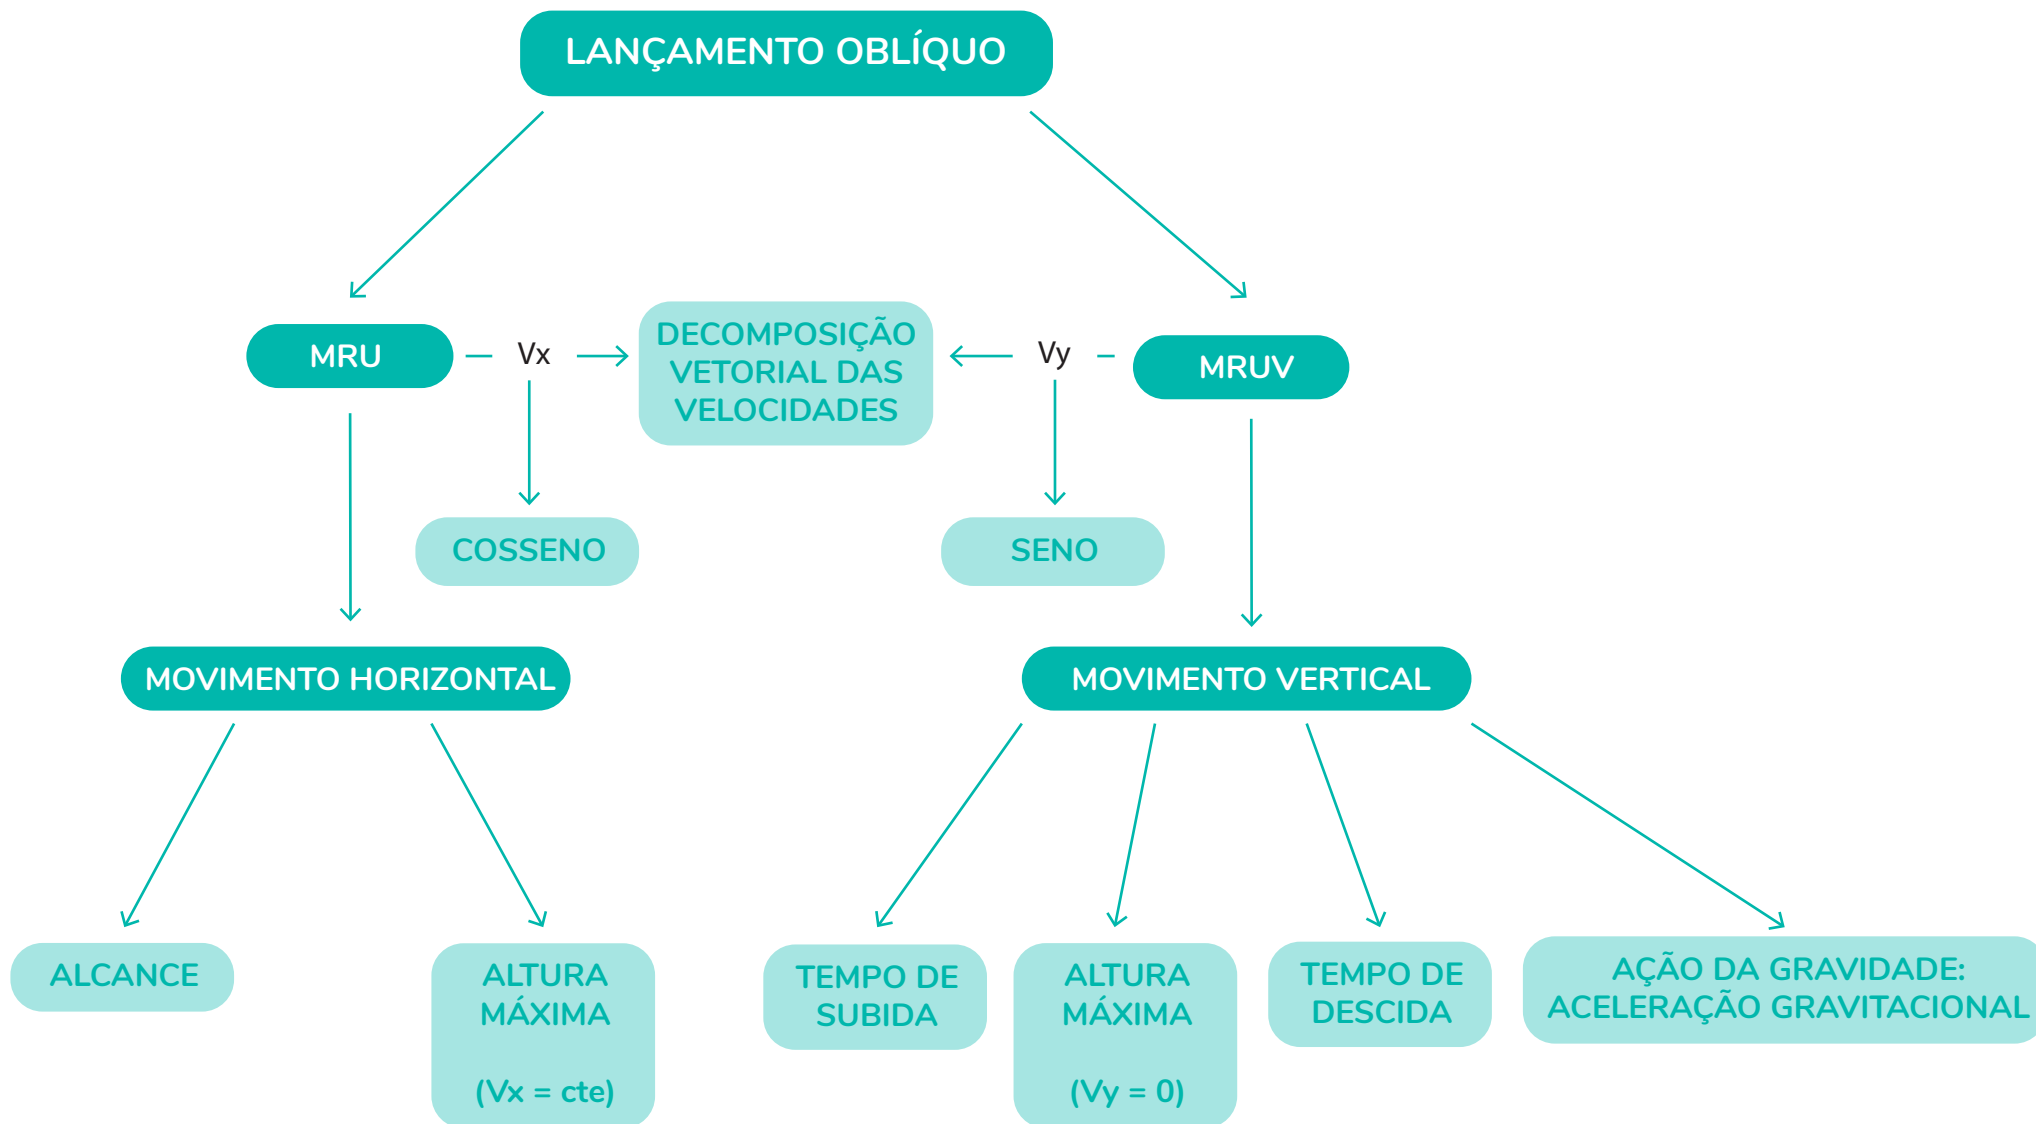 LANÇAMENTO OBLÍQUO
MRU
Vx
DECOMPOSIÇÃO
VETORIAL DAS
VELOCIDADES
Vy
MRUV
COSSENO
SENO
MOVIMENTO HORIZONTAL
MOVIMENTO VERTICAL
ALCANCE
ALTURA
MÁXIMA
(Vx = cte)
TEMPO DE
SUBIDA
ALTURA
MÁXIMA
(Vy = 0)
TEMPO DE
DESCIDA
AÇÃO DA GRAVIDADE:
ACELERAÇÃO GRAVITACIONAL